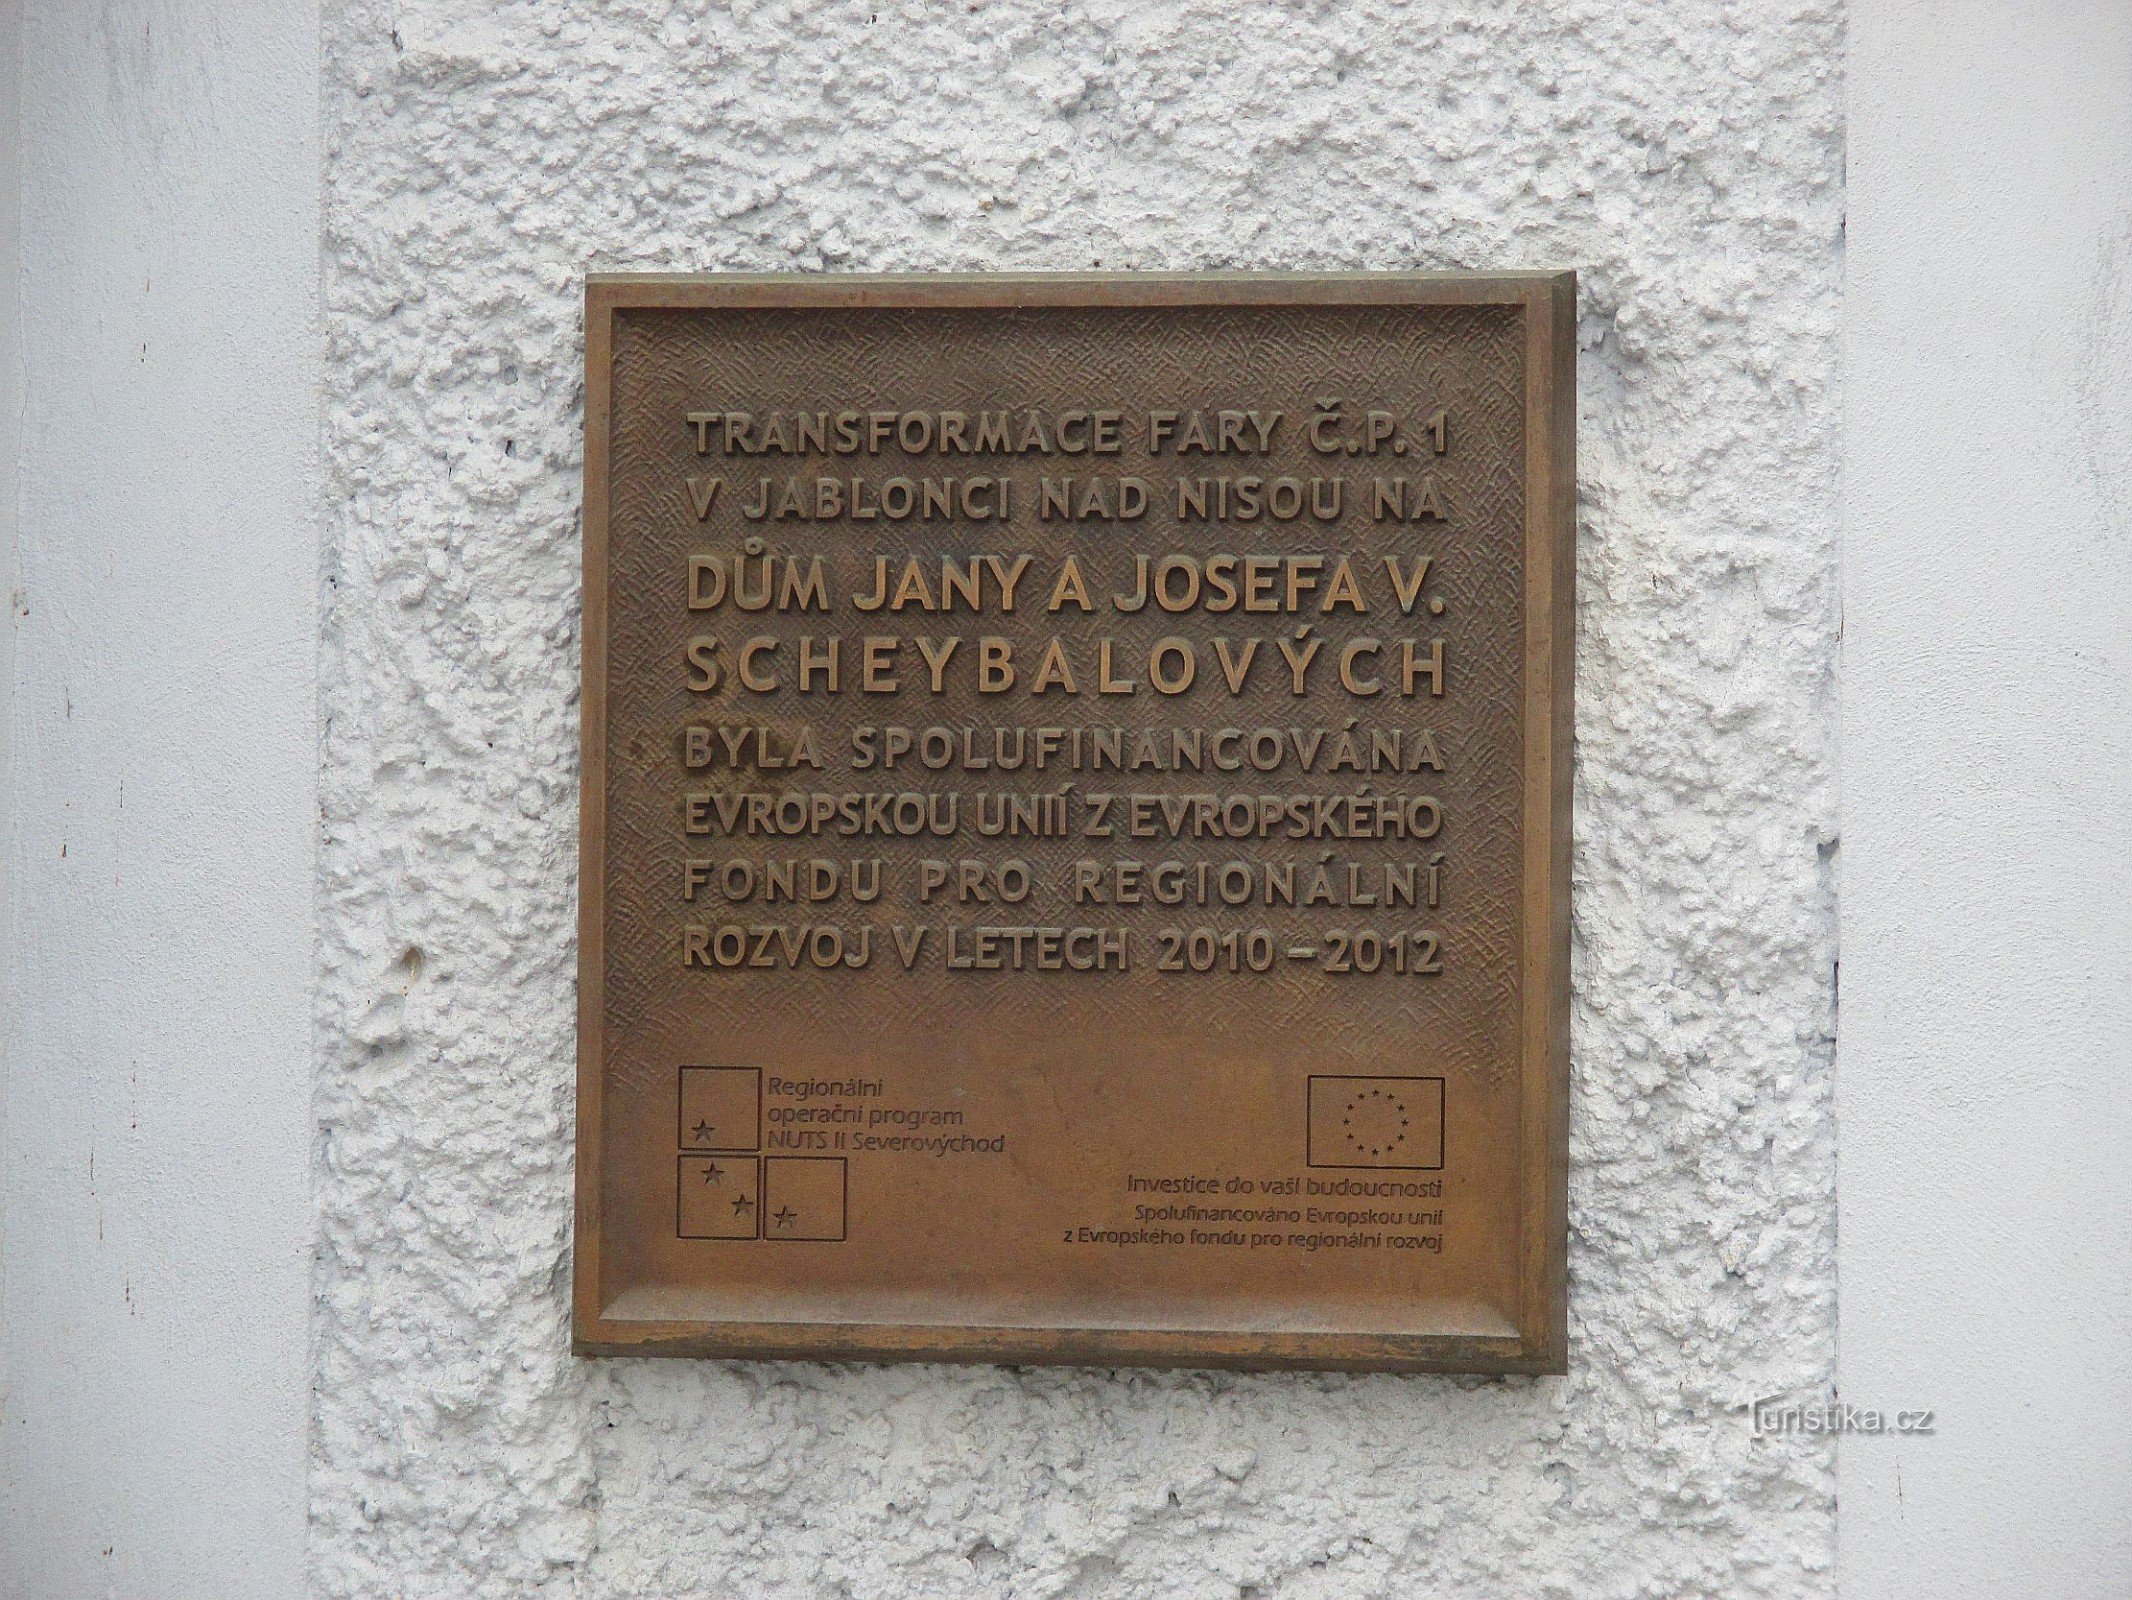 TRANSFORMACE FARY Č.P. 1
V JABLONCI NAD NISOU NA
DŮM JANY A JOSEFA V.
SCHEYBALOVÝCH
BYLA SPOLUFINANCOVÁNA
EVROPSKOU UNIÍ Z EVROPSKÉHO
FONDU PRO REGIONÁLNÍ
ROZVOJ V LETECH 2010 – 2012
Regionální
operační program
NUTS II Severovýchod
Investice do vaší budoucnosti
Spolufinancováno Evropskou unií
z Evropského fondu pro regionální rozvoj
Turistika.cz